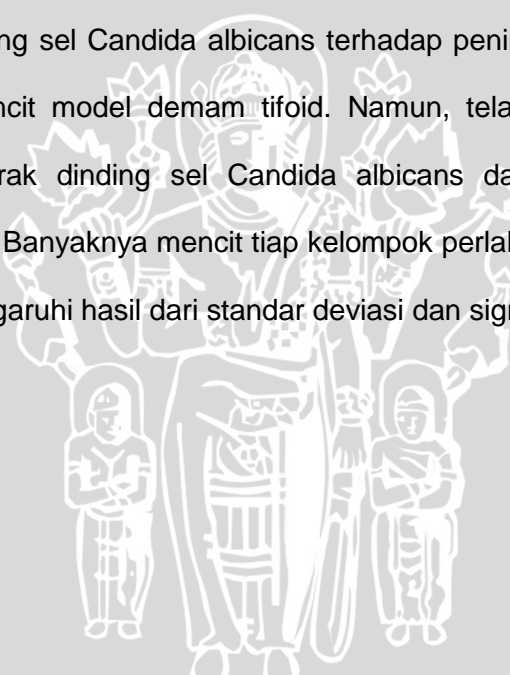 ng sel Candida albicans terhadap peni
ncit model demam tifoid. Namun, tela
rak dinding sel Candida albicans da
Banyaknya mencit tiap kelompok perla
garuhi hasil dari standar deviasi dan sig